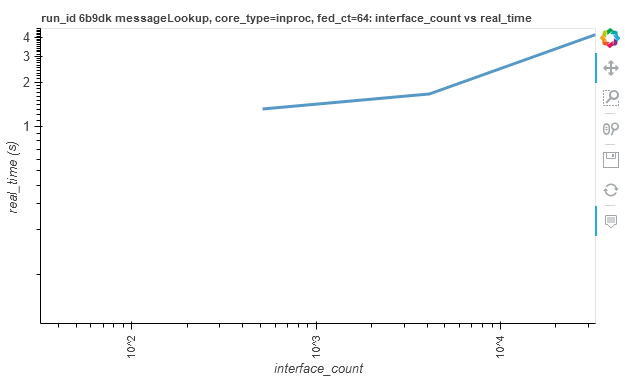 run_id 6b9dk messageLookup, core_type=inproc, fed_ct=64: interface_count vs real_time
4
3
2
1
real_time (s)
10^2
10^3
10^4
interface_count